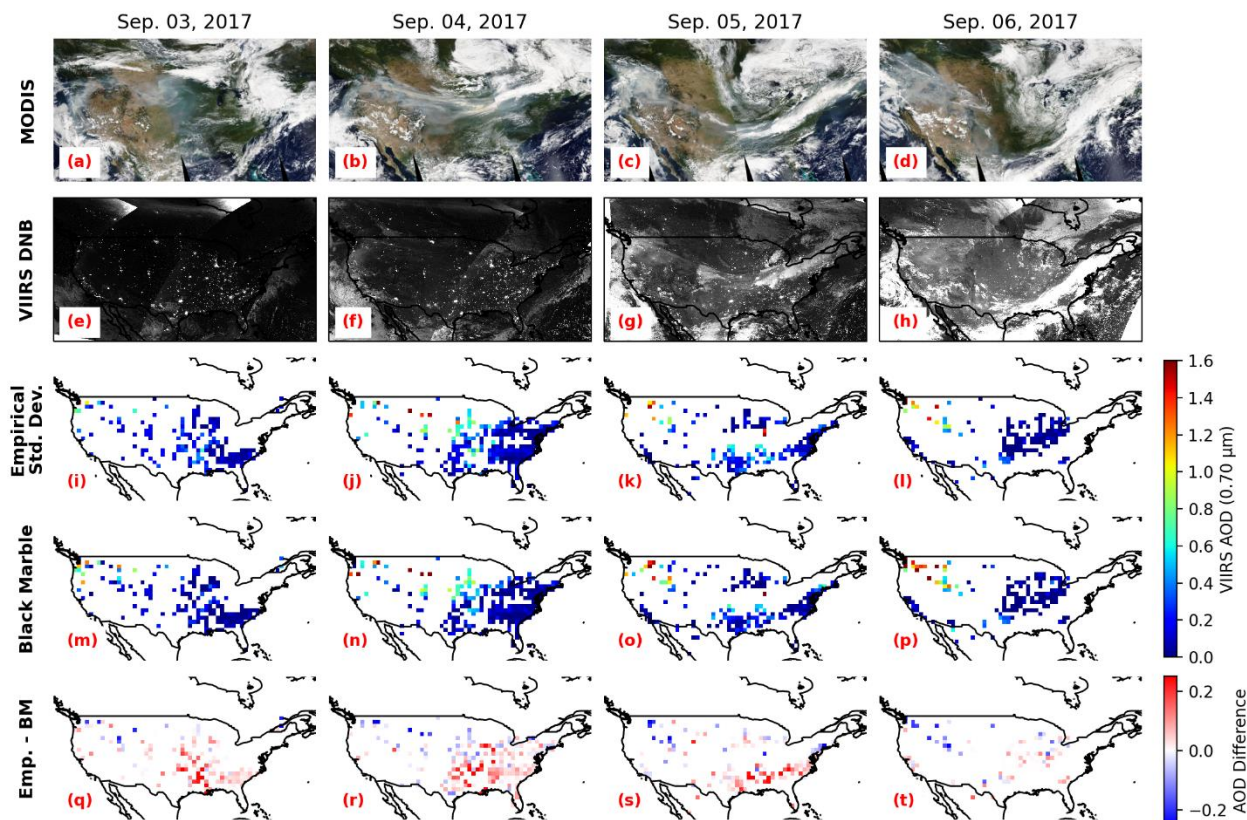 Sep. 03, 2017 Sep. 04, 2017 Sep. 05, 2017 Sep. 06, 2017
MODIS
(a) (b) (c) (d)
VIIRS DNB
(e) (f) (g) (h)
Empirical
Std. Dev.
(i) (j) (k) (l)
Black Marble
(m) (n) (o) (p)
Emp. - BM
(q) (r) (s) (t)
1.6
1.4
1.2
1.0
0.8
0.6
0.4
0.2
0.0
VIIRS AOD (0.70 μm)
0.2
0.0
−0.2
AOD Difference